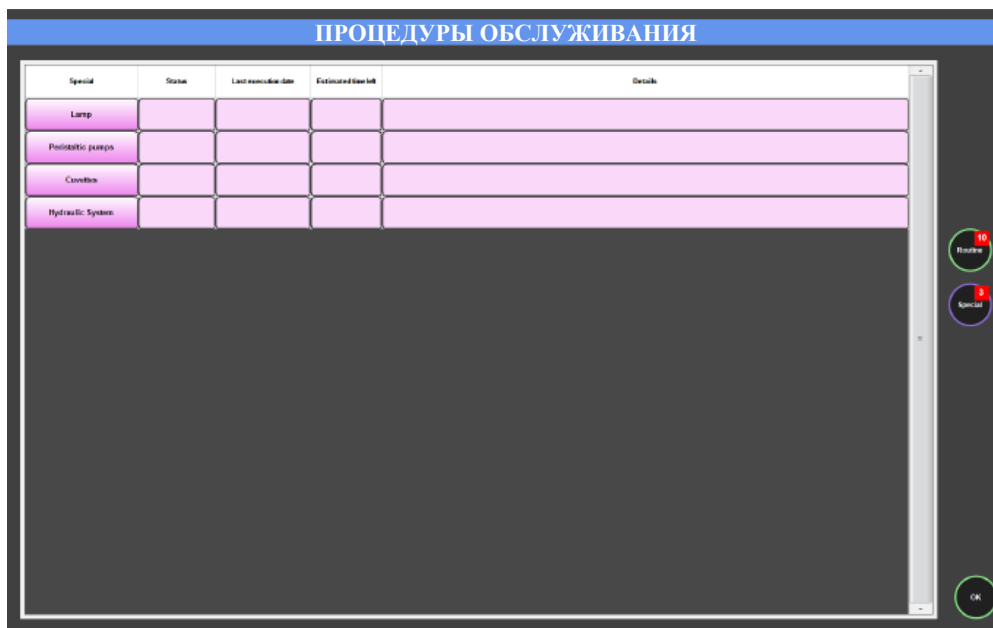 ПРОЦЕДУРЫ ОБСЛУЖИВАНИЯ
Special Status Last execution date Estimated time left Details
Lamp
Peristaltic pumps
Cuvettes
Hydraulic System
10
Routine
3
Special
OK